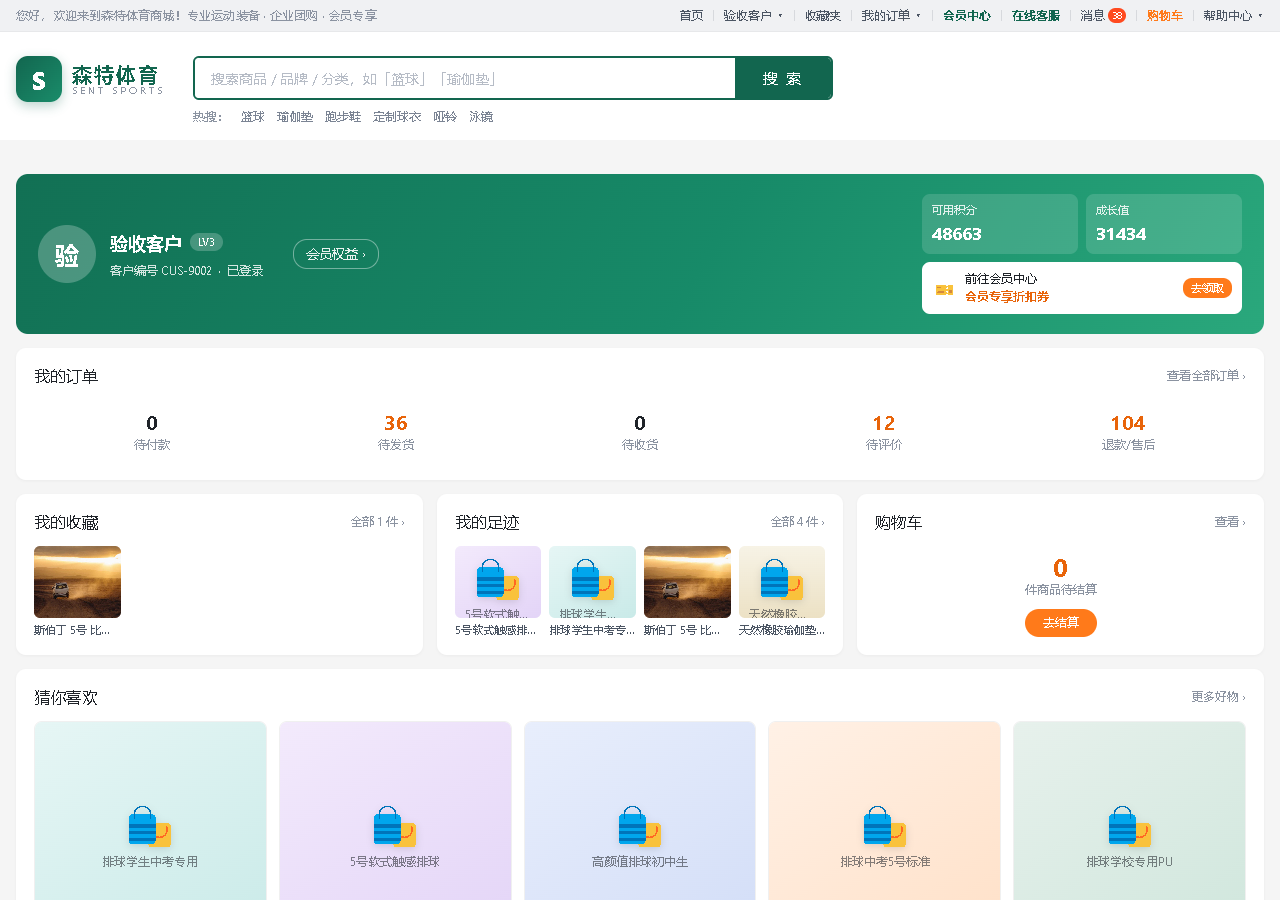 您好，欢迎来到森特体育商城！专业运动装备 · 企业团购 · 会员专享
首页 验收客户 收藏夹 我的订单 会员中心 在线客服 消息 38 购物车 帮助中心
S 森特体育
SENT SPORTS
搜索商品 / 品牌 / 分类，如「篮球」「瑜伽垫」
搜 索
热搜： 篮球 瑜伽垫 跑步鞋 定制球衣 哑铃 泳镜
验
验收客户 LV3
客户编号 CUS-9002 · 已登录
会员权益 ›
可用积分
48663
成长值
31434
前往会员中心
会员专享折扣券
去领取
我的订单
查看全部订单 ›
0
待付款
36
待发货
0
待收货
12
待评价
104
退款/售后
我的收藏
全部 1 件 ›
斯伯丁 5号 比...
我的足迹
全部 4 件 ›
5号软式触...
5号软式触感排...
排球学生...
排球学生中考专...
斯伯丁 5号 比...
天然橡胶...
天然橡胶瑜伽垫...
购物车
查看 ›
0
件商品待结算
去结算
猜你喜欢
更多好物 ›
排球学生中考专用
5号软式触感排球
高颜值排球初中生
排球中考5号标准
排球学校专用PU